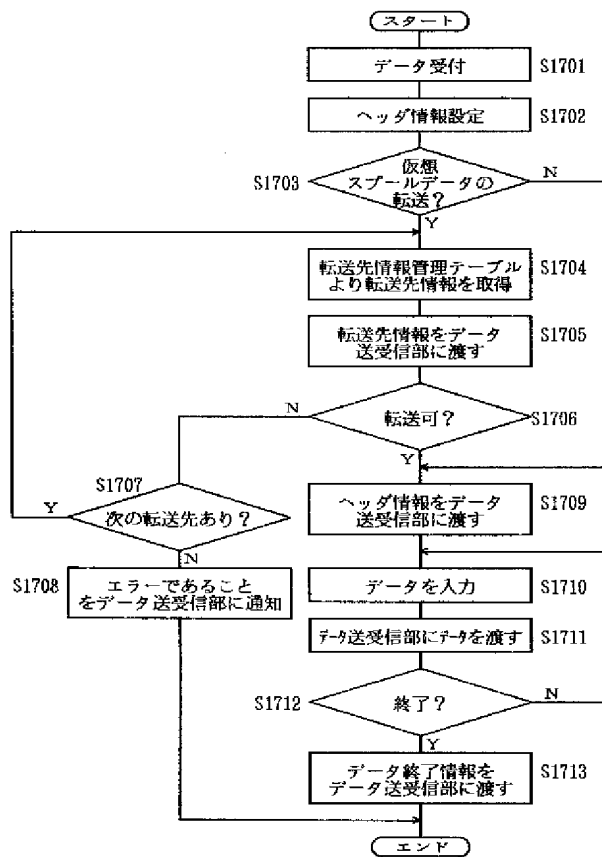 スタート
データ受付
S1701
ヘッダ情報設定
S1702
仮想
スプールデータの
転送？
S1703
N
Y
転送先情報管理テーブル
より転送先情報を取得
S1704
転送先情報をデータ
送受信部に渡す
S1705
N
転送可？
S1706
Y
S1707
Y
次の転送先あり？
N
ヘッダ情報をデータ
送受信部に渡す
S1709
S1708
エラーであること
をデータ送受信部に通知
データを入力
S1710
データ送受信部にデータを渡す
S1711
S1712
終了？
N
Y
データ終了情報を
データ送受信部に渡す
S1713
エンド